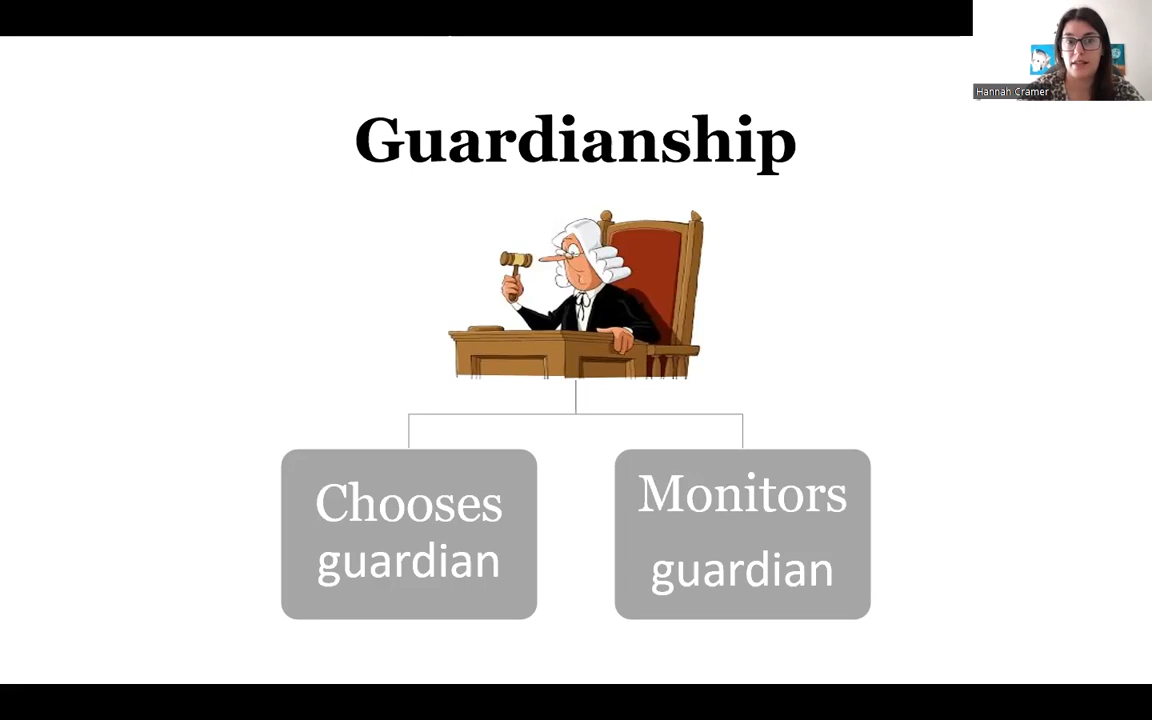 Hannah Cramer
Guardianship
Chooses
guardian
Monitors
guardian